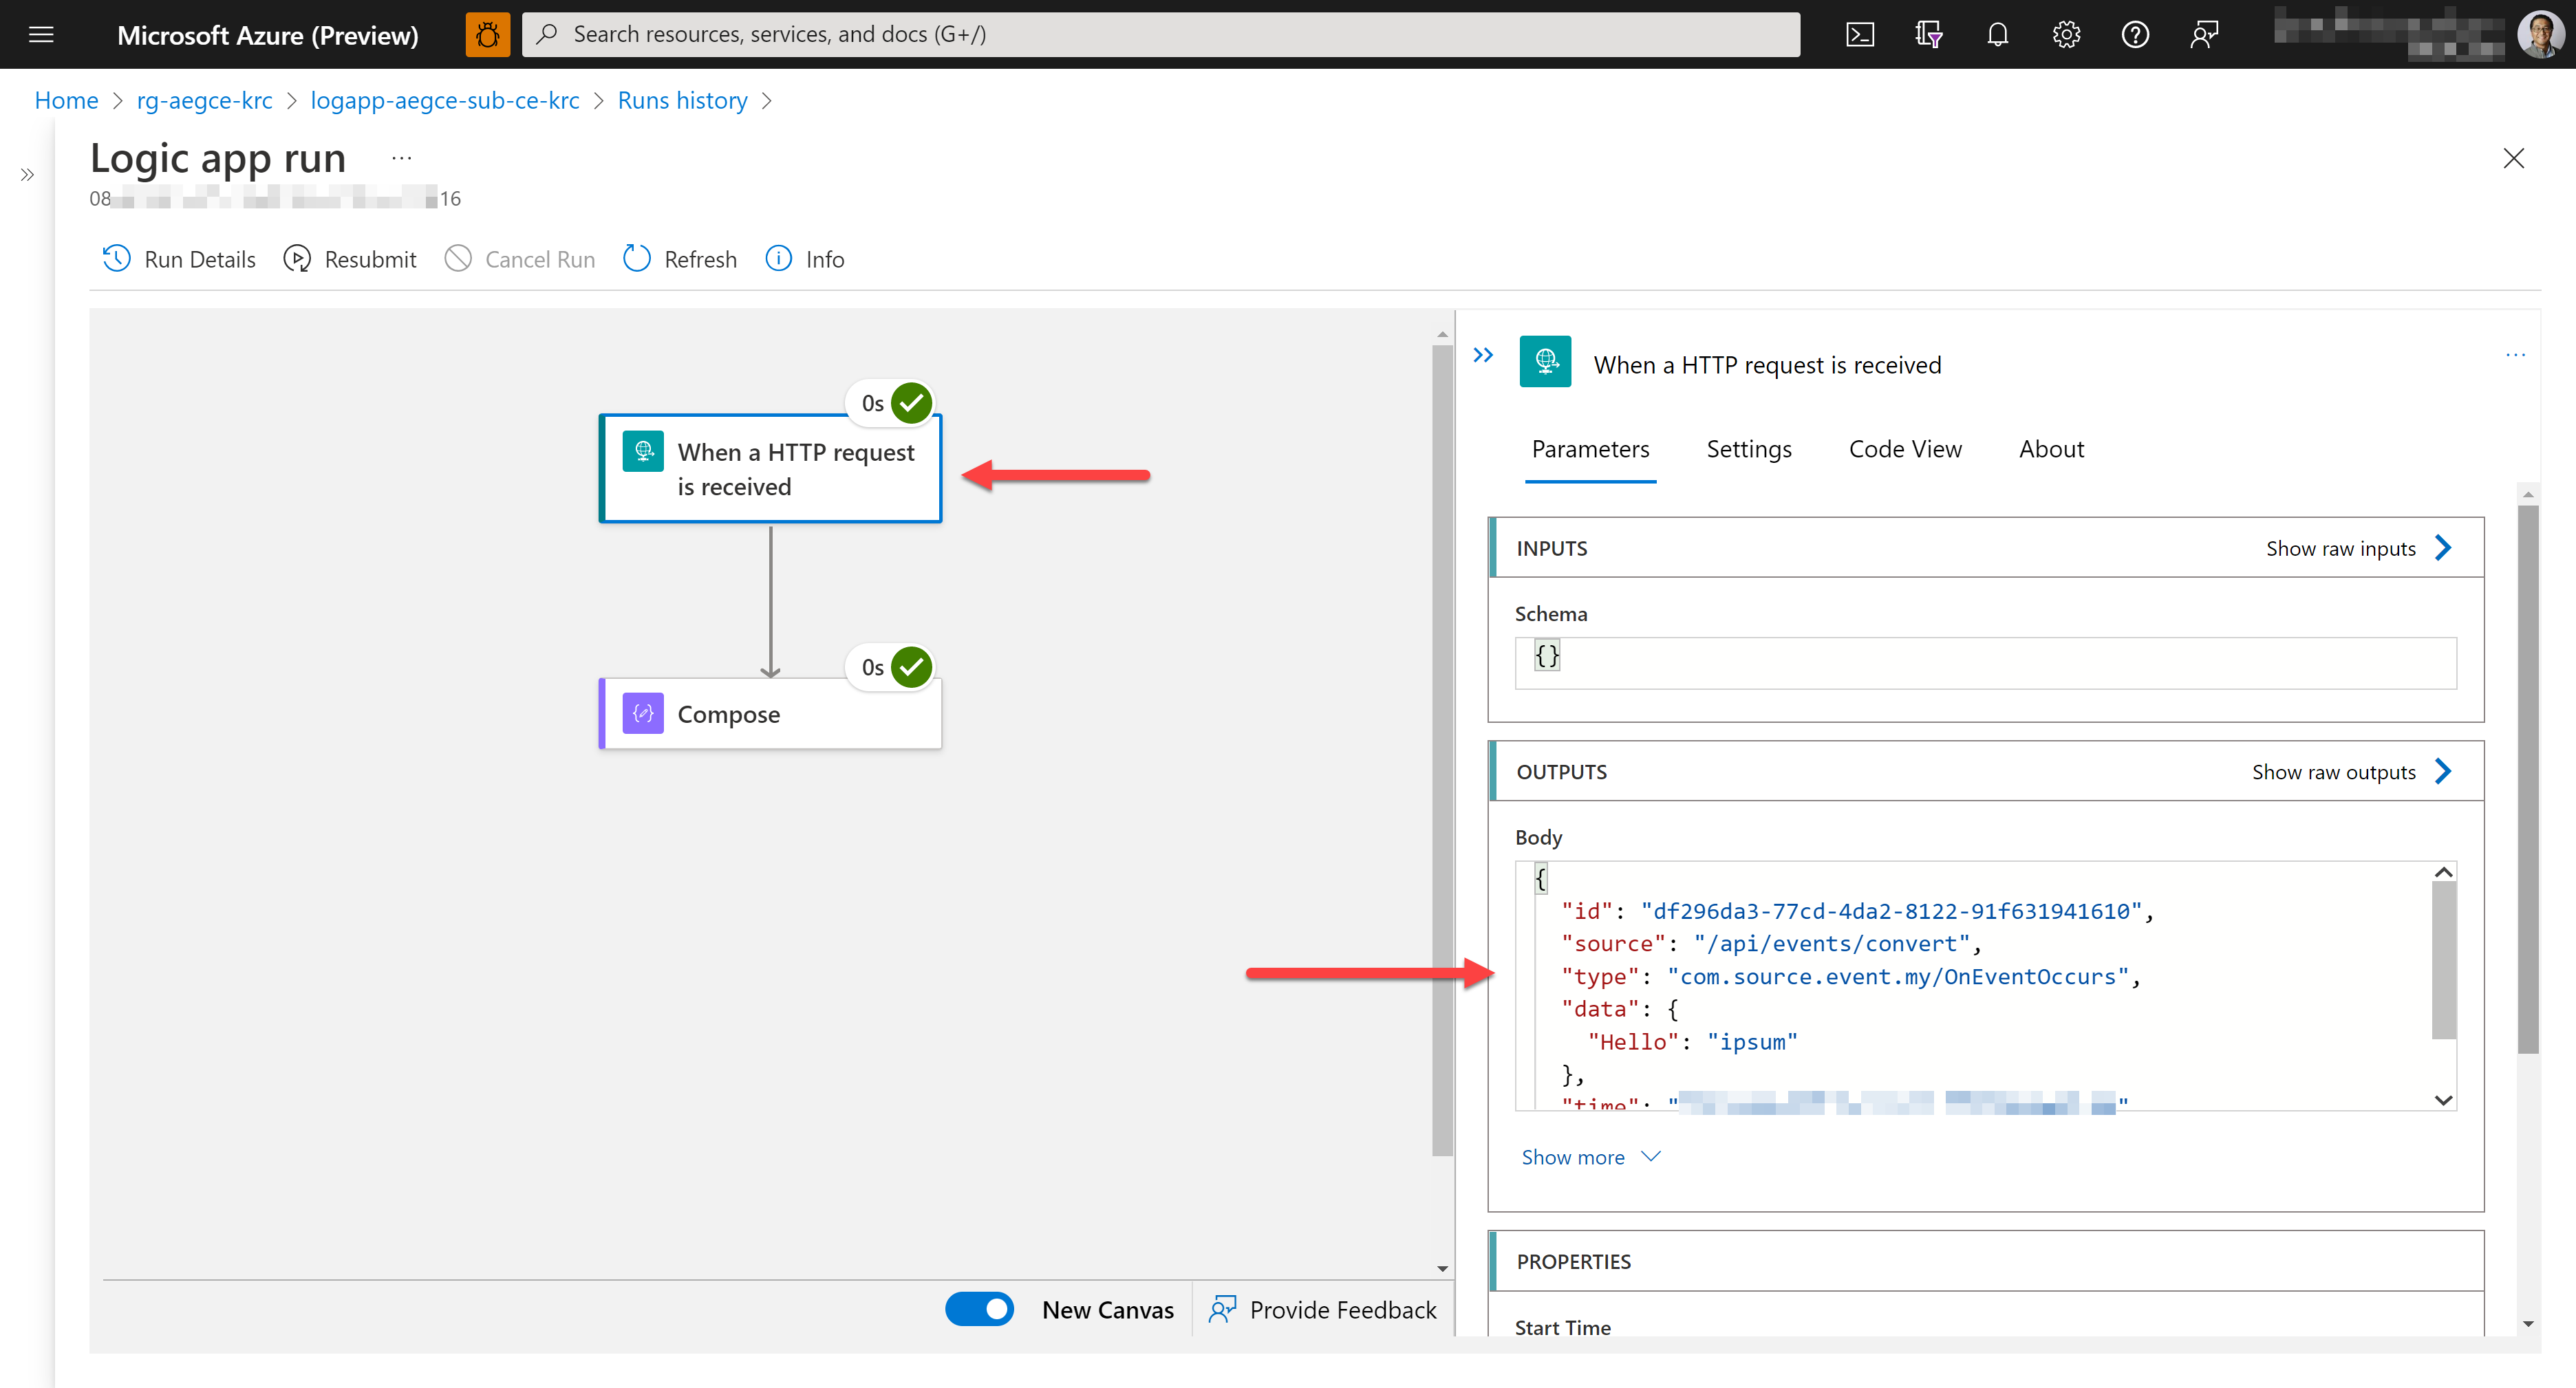 Microsoft Azure (Preview)
Search resources, services, and docs (G+/)
Home > rg-aegce-krc > logapp-aegce-sub-ce-krc > Runs history >
Logic app run ...
08 16
Run Details Resubmit Cancel Run Refresh Info
0s
When a HTTP request
is received
0s
Compose
New Canvas Provide Feedback
When a HTTP request is received ...
Parameters Settings Code View About
INPUTS Show raw inputs
Schema
{}
OUTPUTS Show raw outputs
Body
{
"id": "df296da3-77cd-4da2-8122-91f631941610",
"source": "/api/events/convert",
"type": "com.source.event.my/OnEventOccurs",
"data": {
"Hello": "ipsum"
},
"time": " "
Show more
PROPERTIES
Start Time